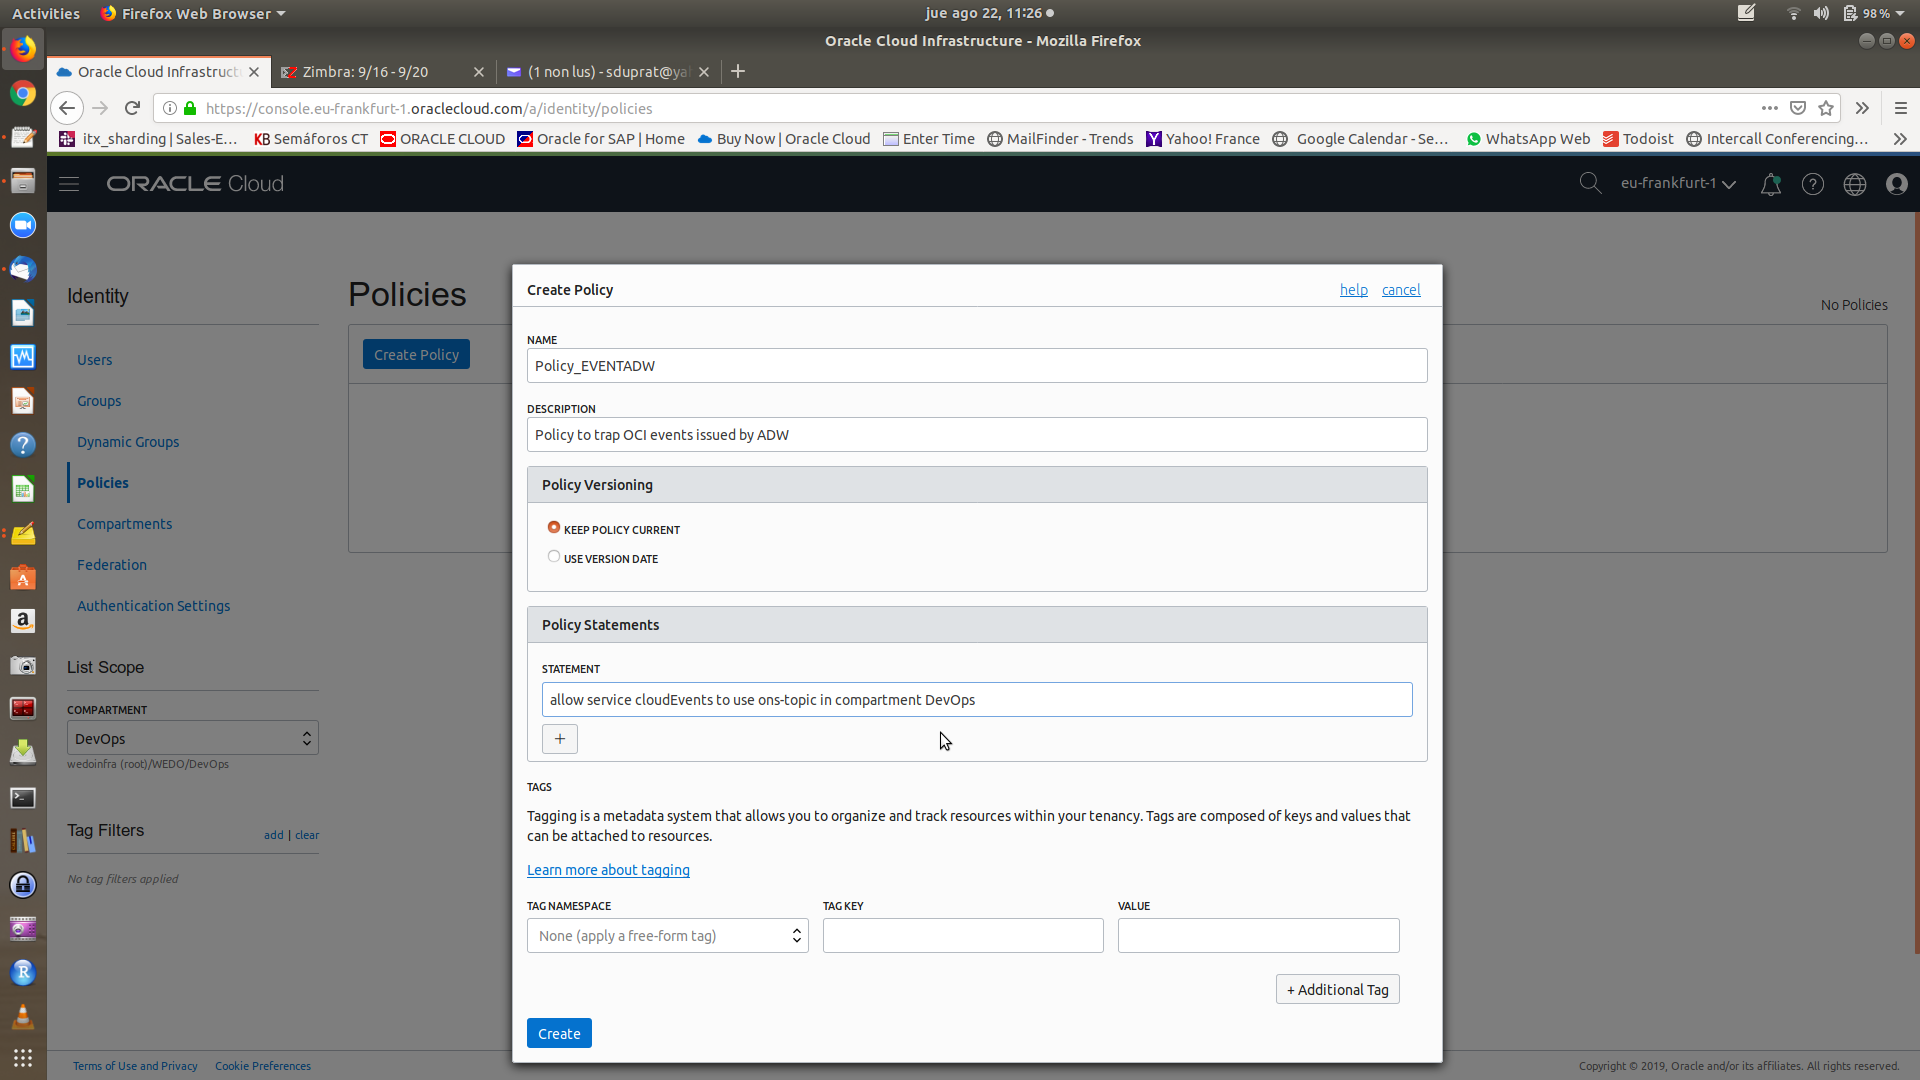 Activities
Firefox Web Browser
jue ago 22, 11:26
98 %
Oracle Cloud Infrastructure - Mozilla Firefox
Oracle Cloud Infrastruct
Zimbra: 9/16 - 9/20
(1 non lus) - sduprat@ya
https://console.eu-frankfurt-1.oraclecloud.com/a/identity/policies
itx_sharding | Sales-E…
KB Semáforos CT
ORACLE CLOUD
Oracle for SAP | Home
Buy Now | Oracle Cloud
Enter Time
MailFinder - Trends
Yahoo! France
Google Calendar - Se…
WhatsApp Web
Todoist
Intercall Conferencing…
ORACLE Cloud
eu-frankfurt-1
Identity
Users
Groups
Dynamic Groups
Policies
Compartments
Federation
Authentication Settings
List Scope
COMPARTMENT
DevOps
wedoinfra (root)/WEDO/DevOps
Tag Filters
add | clear
No tag filters applied
Policies
No Policies
Create Policy
Create Policy
help
cancel
NAME
Policy_EVENTADW
DESCRIPTION
Policy to trap OCI events issued by ADW
Policy Versioning
KEEP POLICY CURRENT
USE VERSION DATE
Policy Statements
STATEMENT
allow service cloudEvents to use ons-topic in compartment DevOps
+
TAGS
Tagging is a metadata system that allows you to organize and track resources within your tenancy. Tags are composed of keys and values that
can be attached to resources.
Learn more about tagging
TAG NAMESPACE
TAG KEY
VALUE
None (apply a free-form tag)
+ Additional Tag
Create
Terms of Use and Privacy
Cookie Preferences
Copyright © 2019, Oracle and/or its affiliates. All rights reserved.